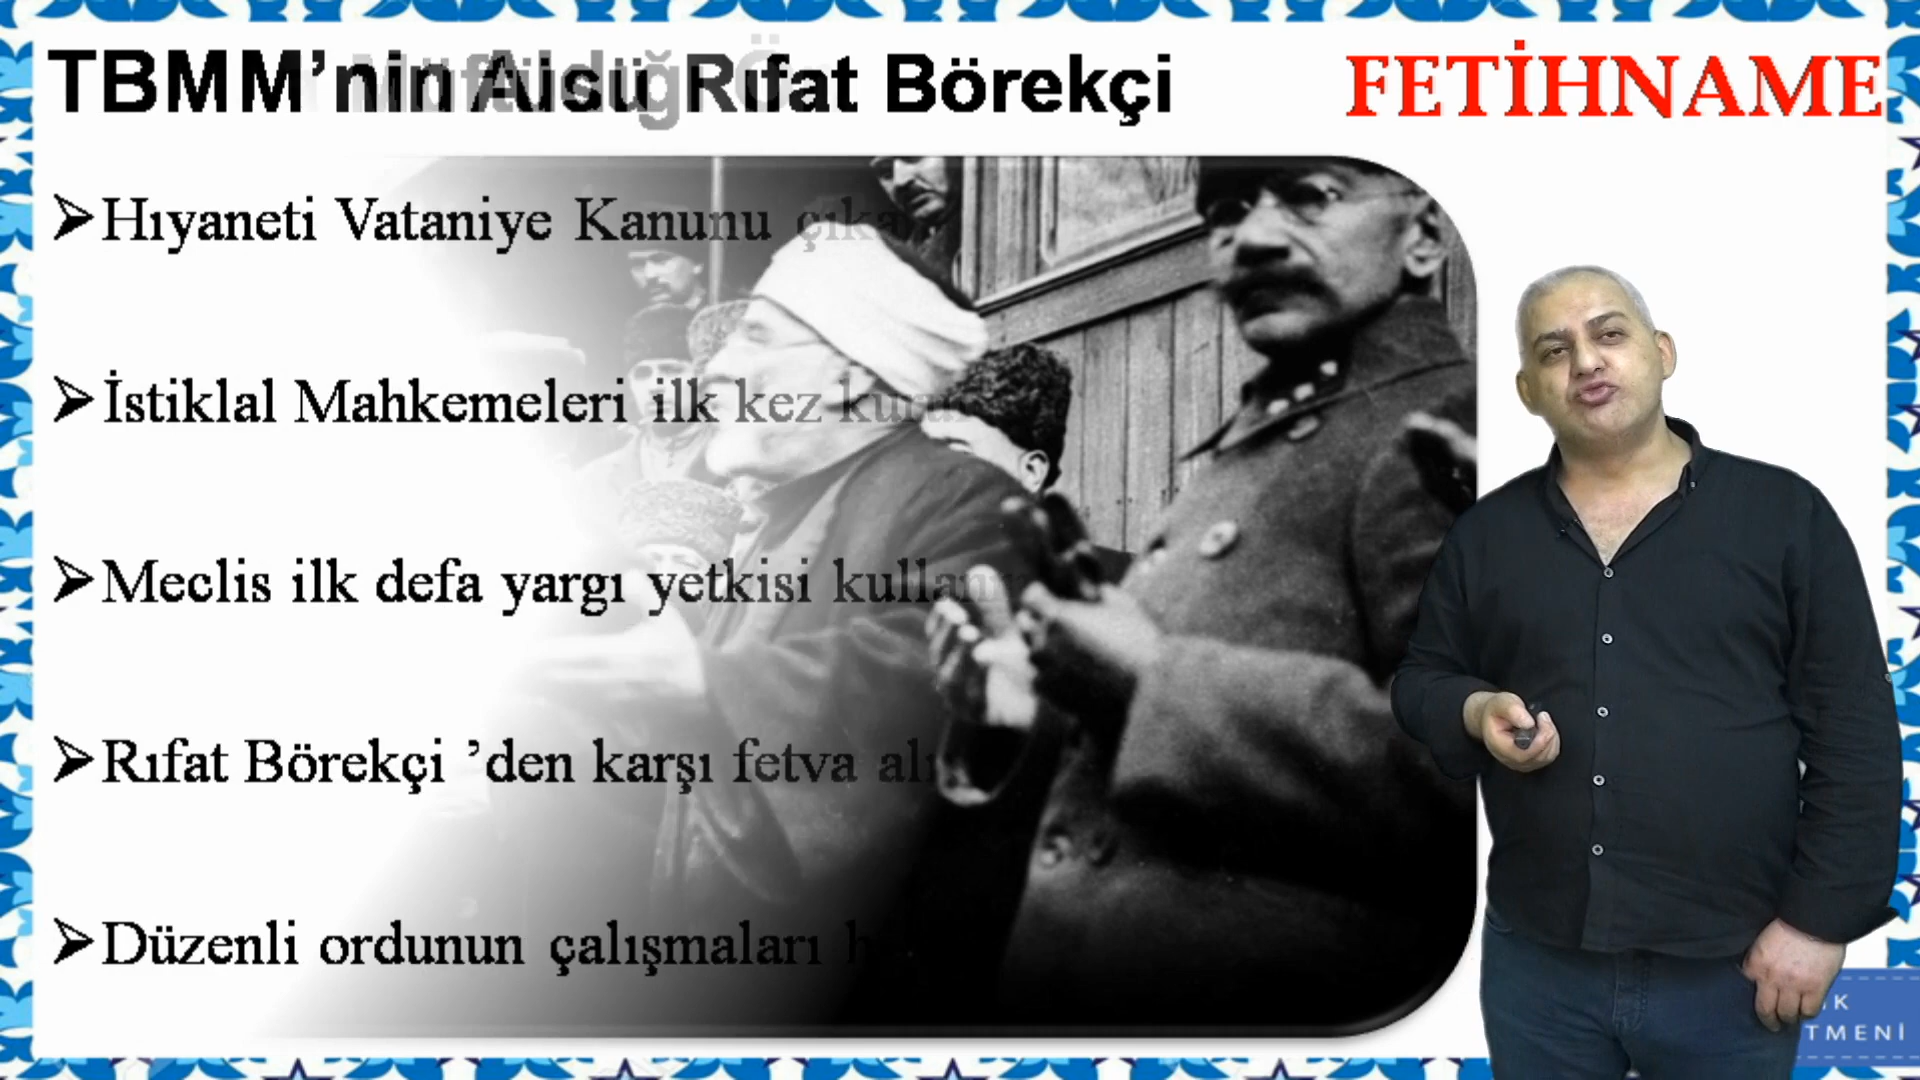 TBMM’nin Rıfat Börekçi
FETİHNAME
Hıyaneti Vataniye Kanunu
İstiklal Mahkemeleri ilk kez
Meclis ilk defa yargı yetkisi
Rıfat Börekçi ’den karşı fetva
Düzenli ordunun çalışmaları